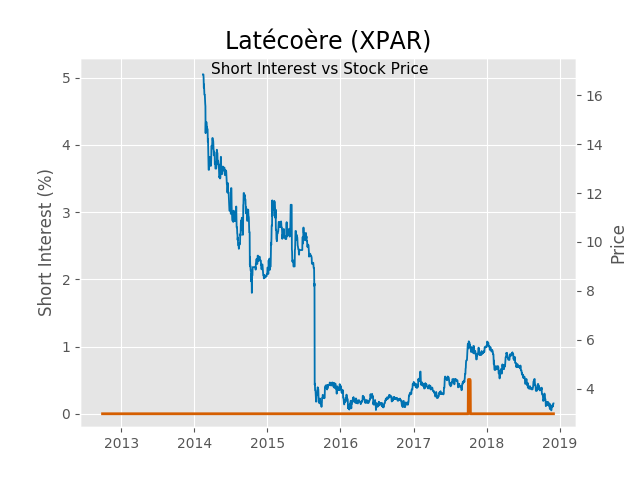 Latécoère (XPAR)
Short Interest vs Stock Price
Short Interest (%)
5
4
3
2
1
0
16
14
12
10
8
6
4
Price
2013 2014 2015 2016 2017 2018 2019